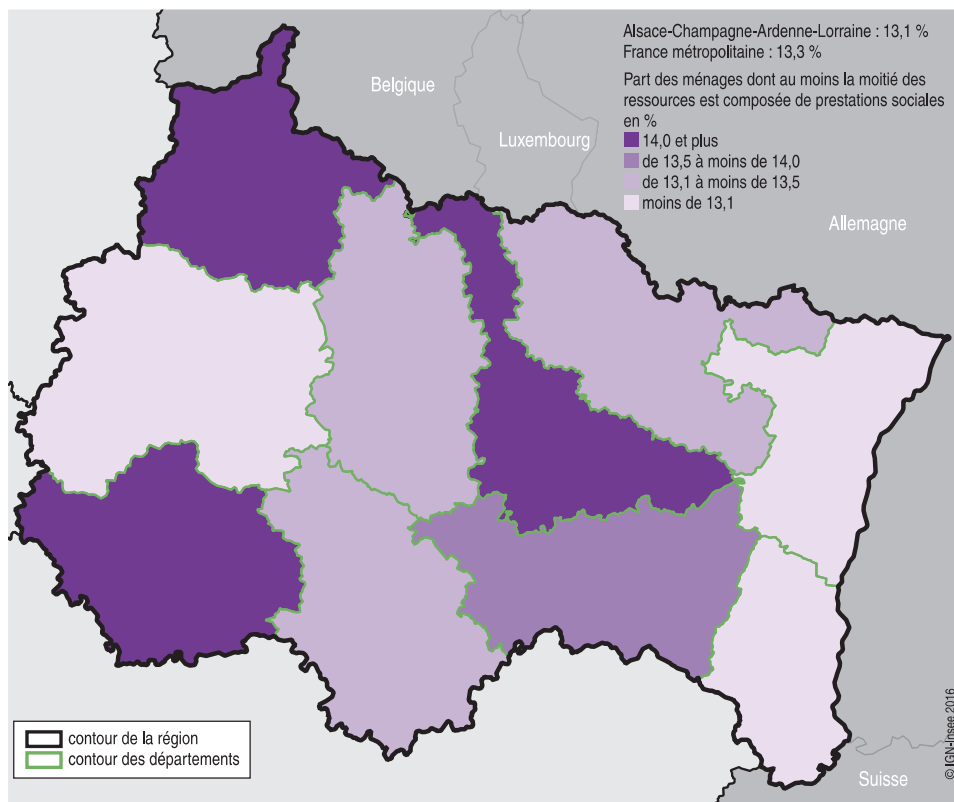 Alsace-Champagne-Ardenne-Lorraine : 13,1 %
France métropolitaine : 13,3 %
Part des ménages dont au moins la moitié des
ressources est composée de prestations sociales
en %
14,0 et plus
de 13,5 à moins de 14,0
de 13,1 à moins de 13,5
moins de 13,1
Belgique
Luxembourg
Allemagne
contour de la région
contour des départements
Suisse
© IGN-Insee 2016